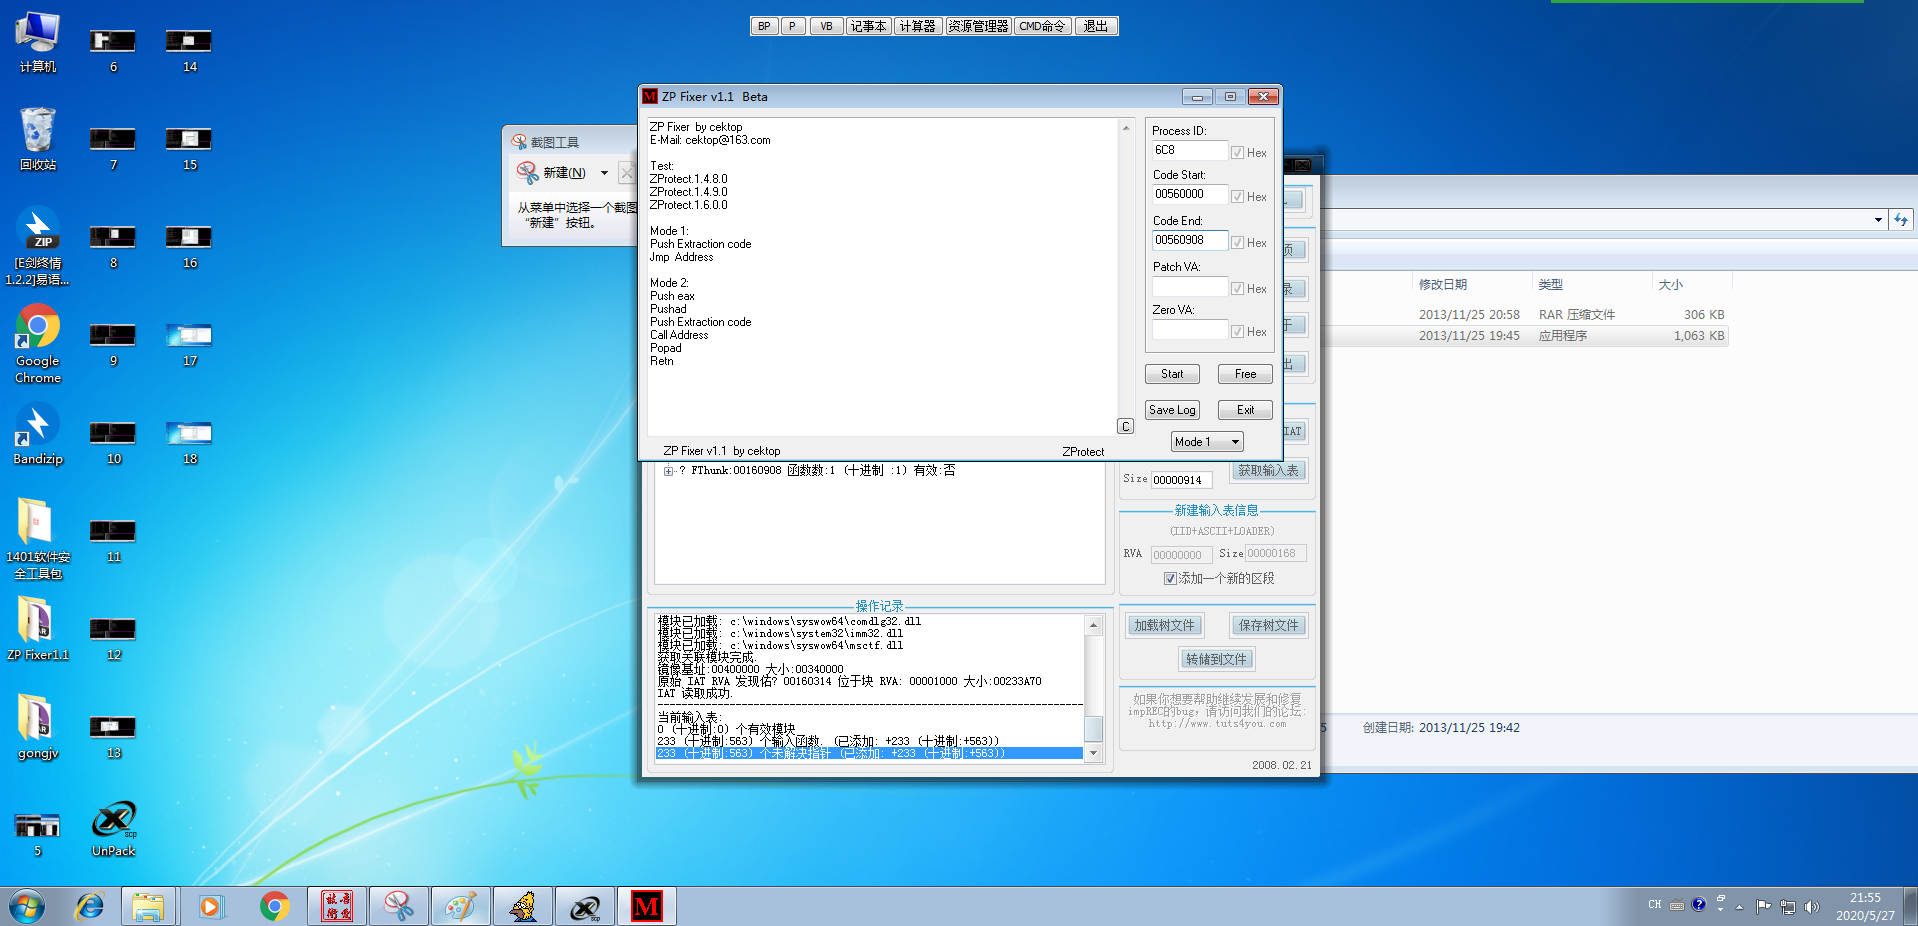 BP P VB 记事本 计算器 资源管理器 CMD命令 退出
计算机
6
14
回收站
7
15
ZIP
[E剑终情
1.2.2]易语...
8
16
Google
Chrome
9
17
Bandizip
10
18
1401软件安
全工具包
11
ZP Fixer1.1
12
gongjv
13
5
UnPack
截图工具
新建(N)
从菜单中选择一个截图
“新建” 按钮。
ZP Fixer v1.1 Beta
ZP Fixer by cektop
E-Mail: cektop@163.com
Test:
ZProtect.1.4.8.0
ZProtect.1.4.9.0
ZProtect.1.6.0.0
Mode 1:
Push Extraction code
Jmp Address
Mode 2:
Push eax
Pushad
Push Extraction code
Call Address
Popad
Retn
C
ZP Fixer v1.1 by cektop
ZProtect
Process ID:
6C8 Hex
Code Start:
00560000 Hex
Code End:
00560908 Hex
Patch VA:
Hex
Zero VA:
Hex
Start Free
Save Log Exit
Mode 1
? FThunk:00160908 函数数:1 (十进制 :1) 有效:否
IAT
Size 00000914 获取输入表
新建输入表信息
(IID+ASCII+LOADER)
RVA 00000000 Size 00000168
添加一个新的区段
加载树文件 保存树文件
转储到文件
如果你想要帮助继续发展和修复
impREC的bug, 请访问我们的论坛:
http://www.tuts4you.com
2008.02.21
操作记录
模块已加载: c:\windows\syswow64\comdlg32.dll
模块已加载: c:\windows\system32\imm32.dll
模块已加载: c:\windows\syswow64\msctf.dll
获取关联模块完成.
镜像基址:00400000 大小:00340000
原始 IAT RVA 发现佑? 00160314 位于块 RVA: 00001000 大小:00233A70
IAT 读取成功.
当前输入表:
0 (十进制:0) 个有效模块
233 (十进制:563) 个输入函数. (已添加: +233 (十进制:+563))
233 (十进制:563) 个未解决指针 (已添加: +233 (十进制:+563))
修改日期 类型 大小
2013/11/25 20:58 RAR 压缩文件 306 KB
2013/11/25 19:45 应用程序 1,063 KB
创建日期: 2013/11/25 19:42
CH
21:55
2020/5/27